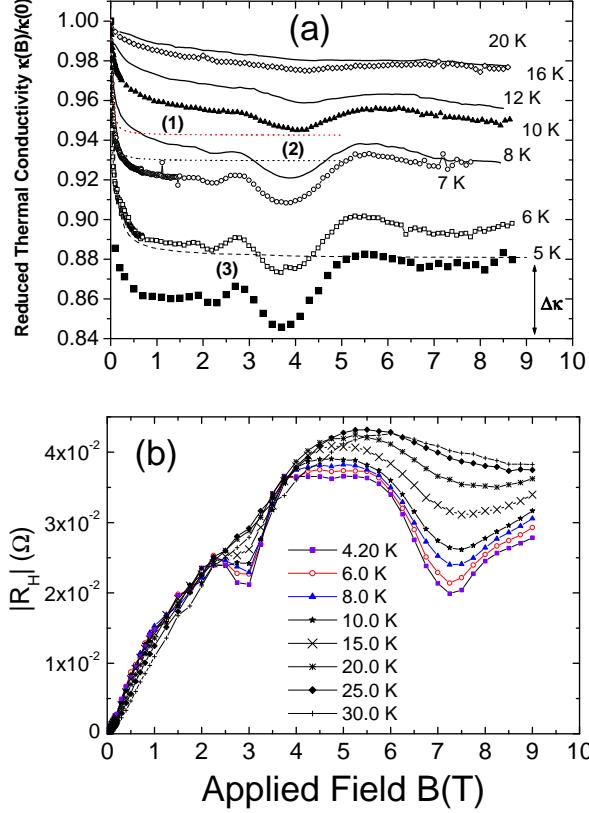 Reduced Thermal Conductivity κ(B)/κ(0)
1.00
0.98
0.96
0.94
0.92
0.90
0.88
0.86
0.84
(a)
20 K
16 K
12 K
10 K
8 K
7 K
6 K
5 K
(1)
(2)
(3)
Δκ
0 1 2 3 4 5 6 7 8 9 10
(b)
|R_H| (Ω)
4x10⁻²
3x10⁻²
2x10⁻²
1x10⁻²
0
4.20 K
6.0 K
8.0 K
10.0 K
15.0 K
20.0 K
25.0 K
30.0 K
0 1 2 3 4 5 6 7 8 9 10
Applied Field B(T)